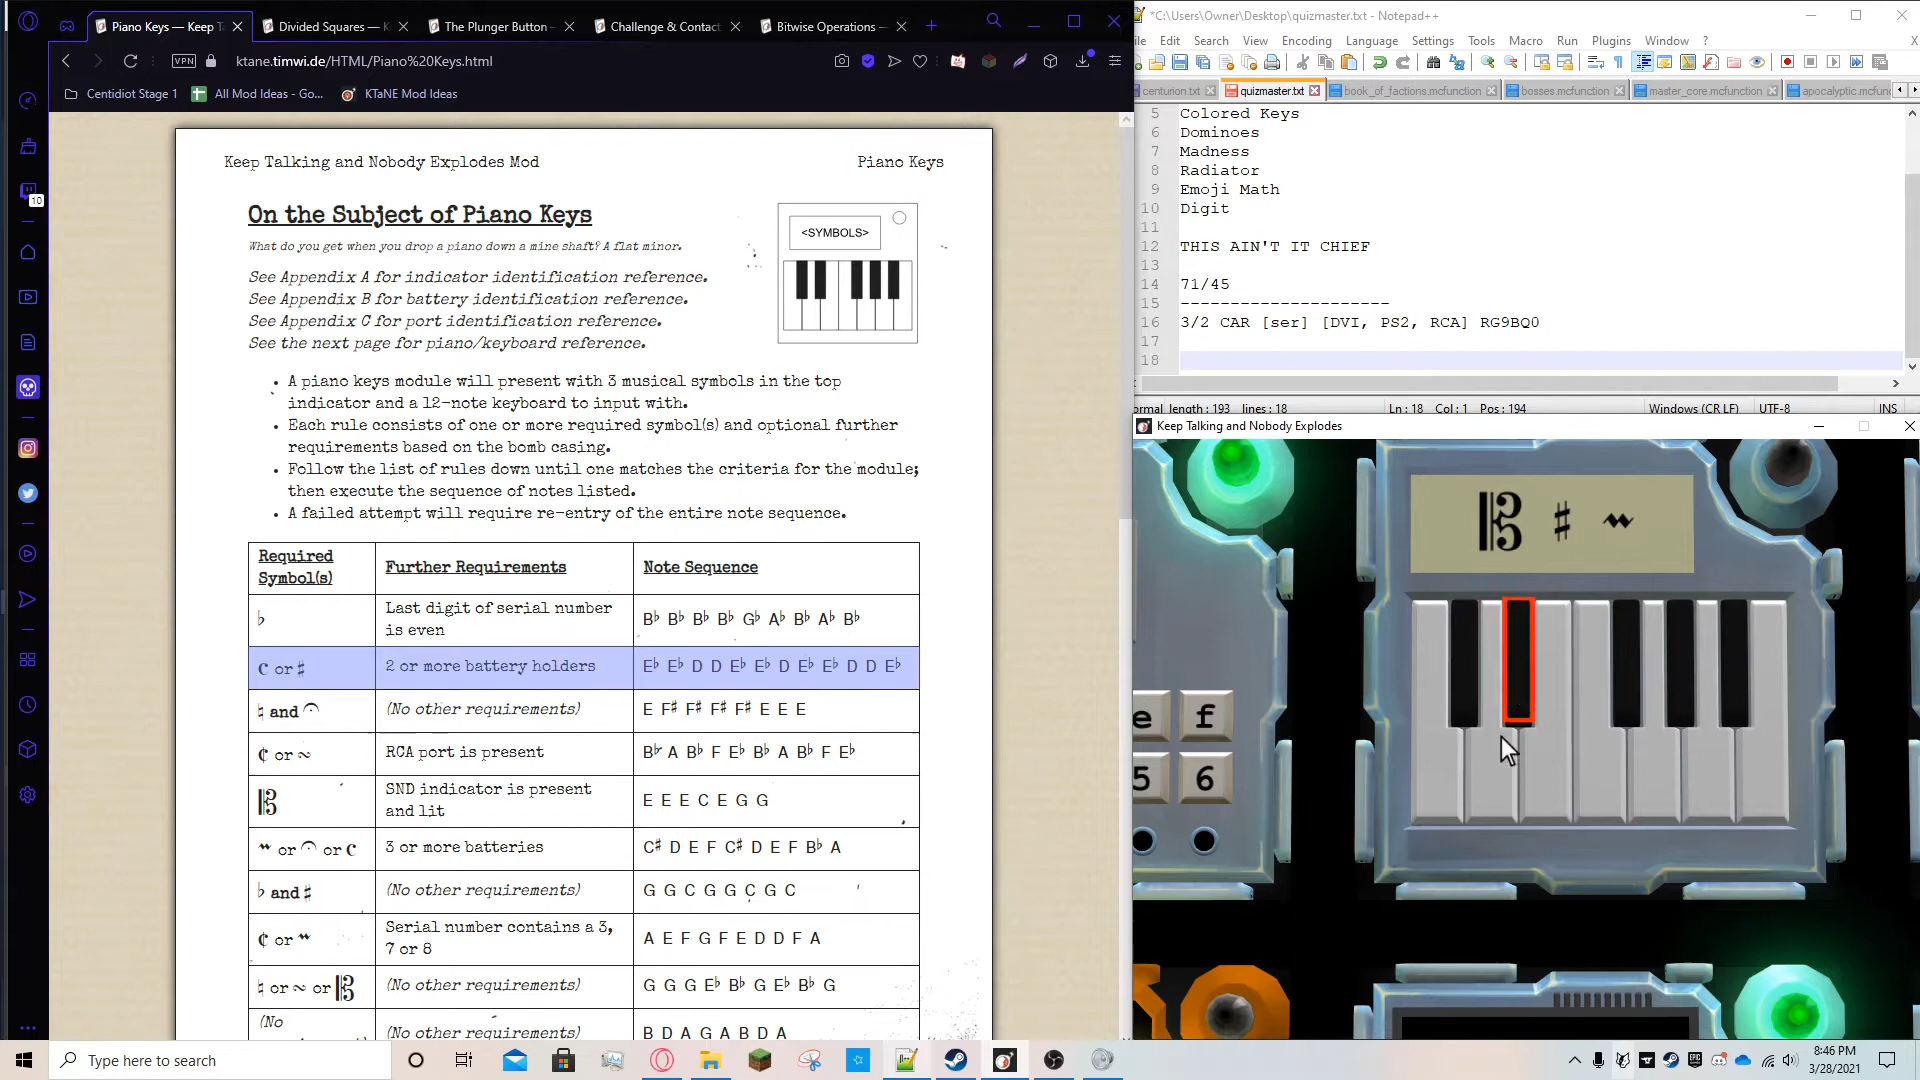 Piano Keys — Keep T
Divided Squares — K
The Plunger Button –
Challenge & Contact
Bitwise Operations –
VPN
ktane.timwi.de/HTML/Piano%20Keys.html
Centidiot Stage 1
All Mod Ideas - Go...
KTaNE Mod Ideas
10
Keep Talking and Nobody Explodes Mod
Piano Keys
On the Subject of Piano Keys
What do you get when you drop a piano down a mine shaft? A flat minor.
<SYMBOLS>
See Appendix A for indicator identification reference.
See Appendix B for battery identification reference.
See Appendix C for port identification reference.
See the next page for piano/keyboard reference.
• A piano keys module will present with 3 musical symbols in the top
indicator and a 12-note keyboard to input with.
• Each rule consists of one or more required symbol(s) and optional further
requirements based on the bomb casing.
• Follow the list of rules down until one matches the criteria for the module;
then execute the sequence of notes listed.
• A failed attempt will require re-entry of the entire note sequence.
Required
Symbol(s)
Further Requirements
Note Sequence
♭
Last digit of serial number
is even
B♭ B♭ B♭ B♭ G♭ A♭ B♭ A♭ B♭
𝄴 or ♯
2 or more battery holders
E♭ E♭ D D E♭ E♭ D E♭ E♭ D D E♭
♮ and 𝄐
(No other requirements)
E F♯ F♯ F♯ F♯ E E E
𝄵 or ~
RCA port is present
B♭ A B♭ F E♭ B♭ A B♭ F E♭
𝄡
SND indicator is present
and lit
E E E C E G G
or 𝄐 or 𝄴
3 or more batteries
C♯ D E F C♯ D E F B♭ A
♭ and ♯
(No other requirements)
G G C G G C G C
𝄵 or
Serial number contains a 3,
7 or 8
A E F G F E D D F A
♮ or ~ or 𝄡
(No other requirements)
G G G E♭ B♭ G E♭ B♭ G
(No
(No other requirements)
B D A G A B D A
*C:\Users\Owner\Desktop\quizmaster.txt - Notepad++
Edit Search View Encoding Language Settings Tools Macro Run Plugins Window ? X
centurion.txt
quizmaster.txt
book_of_factions.mcfunction
bosses.mcfunction
master_core.mcfunction
apocalyptic.mcfun
5 Colored Keys
6 Dominoes
7 Madness
8 Radiator
9 Emoji Math
10 Digit
11
12 THIS AIN'T IT CHIEF
13
14 71/45
15 ---------------------
16 3/2 CAR [ser] [DVI, PS2, RCA] RG9BQ0
17
18
ormal length : 193 lines : 18
Ln : 18 Col : 1 Pos : 194
Windows (CR LF)
UTF-8
INS
Keep Talking and Nobody Explodes
𝄡 ♯
e f
5 6
Type here to search
8:46 PM
3/28/2021